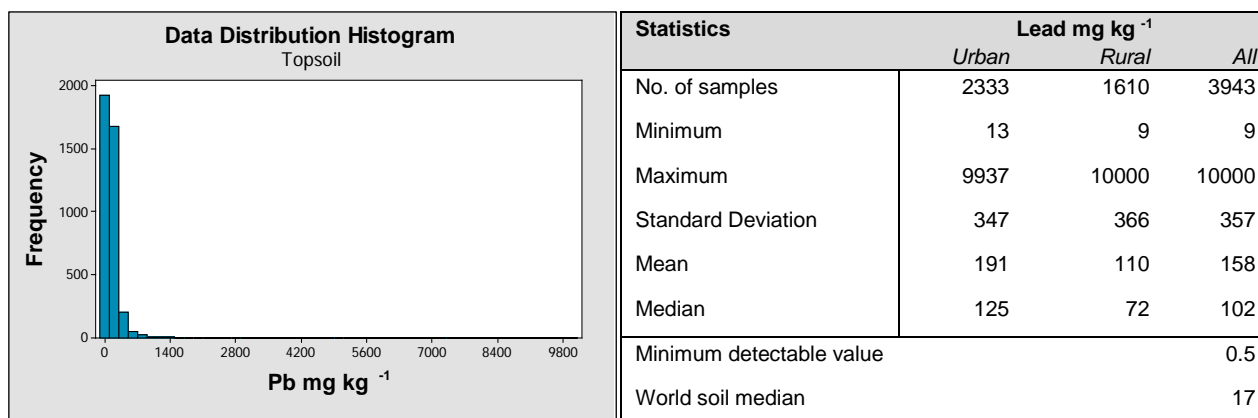 Data Distribution Histogram
Topsoil
2000
1500
1000
500
0
Frequency
0 1400 2800 4200 5600 7000 8400 9800
Pb mg kg -1
Statistics Lead mg kg -1
Urban Rural All
No. of samples 2333 1610 3943
Minimum 13 9 9
Maximum 9937 10000 10000
Standard Deviation 347 366 357
Mean 191 110 158
Median 125 72 102
Minimum detectable value 0.5
World soil median 17